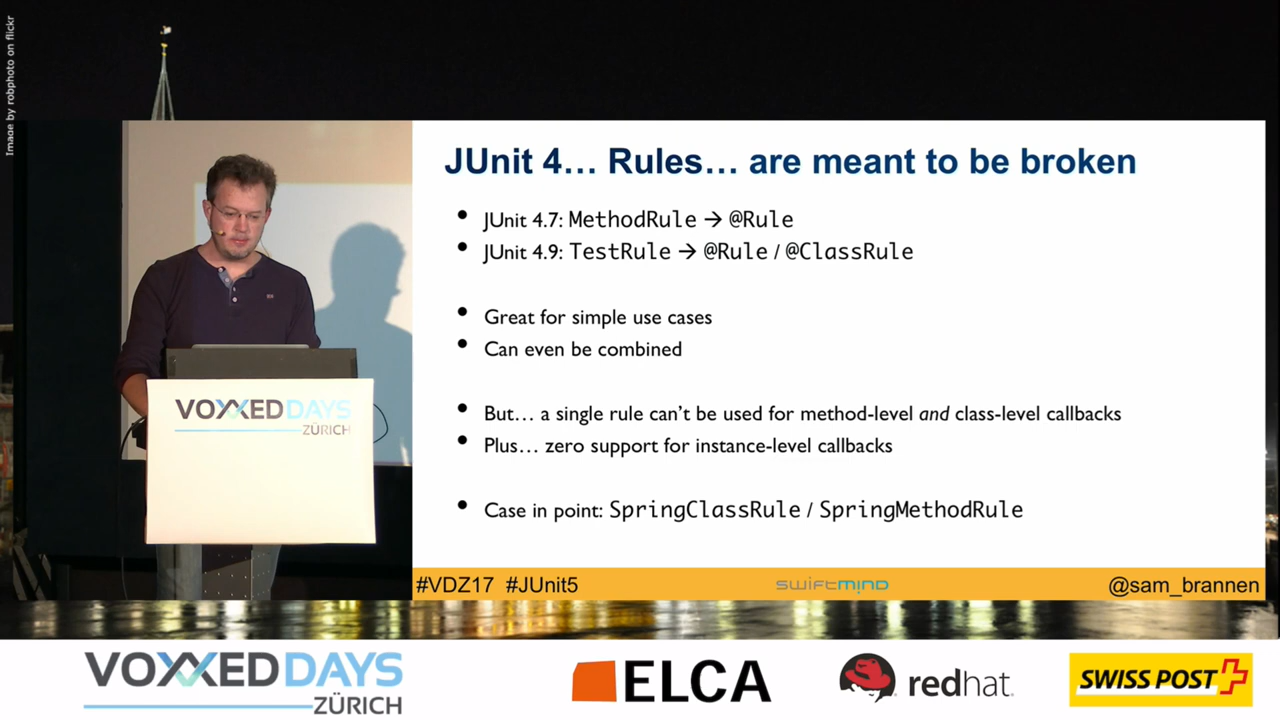 Image by robphoto on flickr
JUnit 4… Rules… are meant to be broken
• JUnit 4.7: MethodRule → @Rule
• JUnit 4.9: TestRule → @Rule / @ClassRule
• Great for simple use cases
• Can even be combined
• But… a single rule can’t be used for method-level and class-level callbacks
• Plus… zero support for instance-level callbacks
• Case in point: SpringClassRule / SpringMethodRule
VOXXED DAYS
ZÜRICH
#VDZ17 #JUnit5
swiftmind
@sam_brannen
VOXXED DAYS
ZÜRICH
ELCA
redhat.
SWISS POST